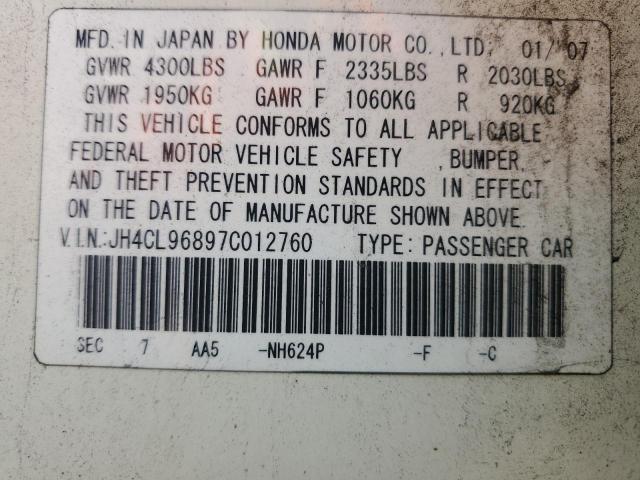 MFD. IN JAPAN BY HONDA MOTOR CO., LTD. 01/07
GVWR 4300LBS GAWR F 2335LBS R 2030LBS
GVWR 1950KG GAWR F 1060KG R 920KG
THIS VEHICLE CONFORMS TO ALL APPLICABLE
FEDERAL MOTOR VEHICLE SAFETY , BUMPER,
AND THEFT PREVENTION STANDARDS IN EFFECT
ON THE DATE OF MANUFACTURE SHOWN ABOVE.
V.I.N.:JH4CL96897C012760 TYPE: PASSENGER CAR
SEC 7 AA5 -NH624P -F -C